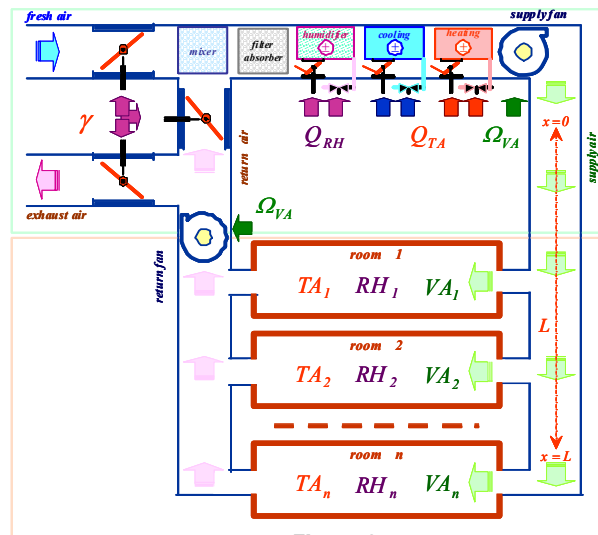 fresh air
supply fan
mixer
filter
absorber
humidifier
cooling
heating
γ
Q_RH
Q_TA
Ω_VA
x=0
return air
supply air
exhaust air
Ω_VA
return fan
room 1
TA_1 RH_1 VA_1
L
room 2
TA_2 RH_2 VA_2
room n
TA_n RH_n VA_n
x=L